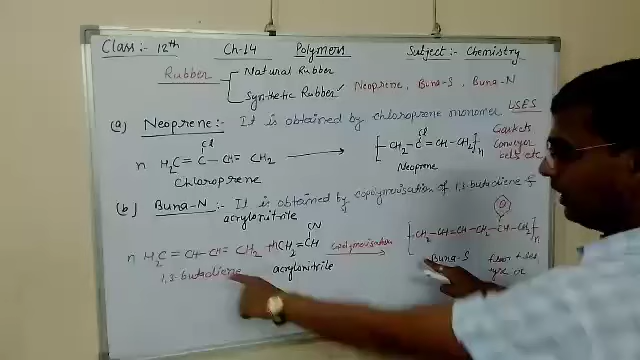 Class:- 12th Ch-14 Polymers Subject:- Chemistry
Rubber Natural Rubber
Synthetic Rubber Neoprene, Buna-S, Buna-N
(a) Neoprene:- It is obtained by chloroprene monomer USES
Cl Cl Gaskets
n H2C = C - CH = CH2 [ CH2 - C = CH - CH2 ]n conveyor
Chloroprene Neoprene belts etc
(b) Buna-N:- It is obtained by copolymerisation of 1,3-butadiene
acrylonitrile
CN
n H2C = CH - CH = CH2 + nCH2 = CH copolymerisation [ CH2 - CH = CH - CH2 - CH - CH2 ]n
1,3-butadiene acrylonitrile Buna-S floor